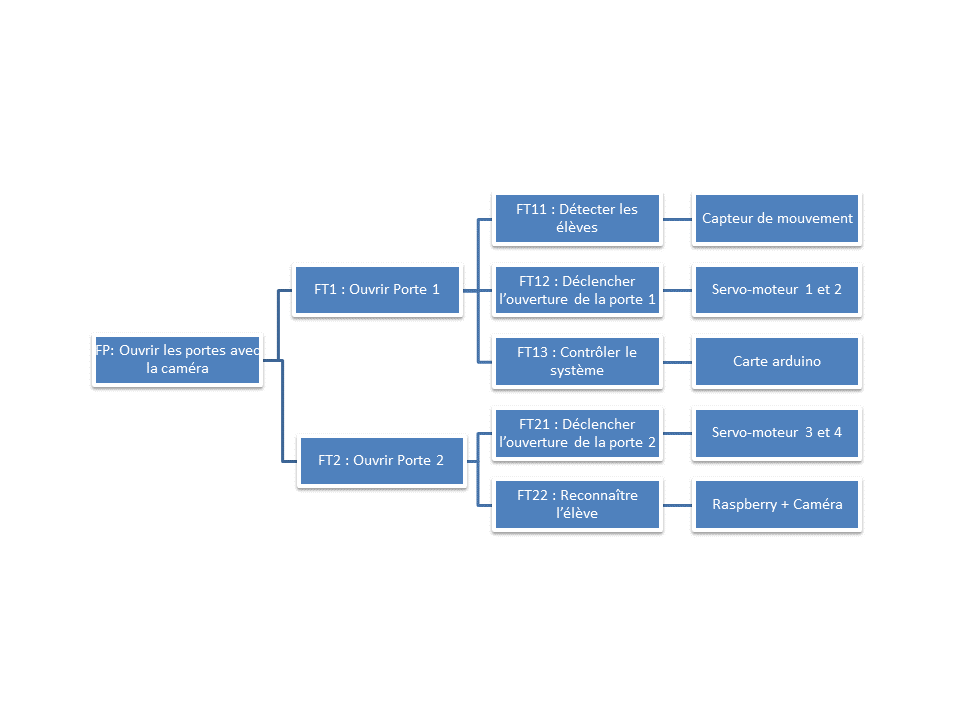 FT11 : Détecter les
élèves
Capteur de mouvement
FT1 : Ouvrir Porte 1
FT12 : Déclencher
l’ouverture de la porte 1
Servo-moteur 1 et 2
FP: Ouvrir les portes avec
la caméra
FT13 : Contrôler le
système
Carte arduino
FT2 : Ouvrir Porte 2
FT21 : Déclencher
l’ouverture de la porte 2
Servo-moteur 3 et 4
FT22 : Reconnaître
l’élève
Raspberry + Caméra